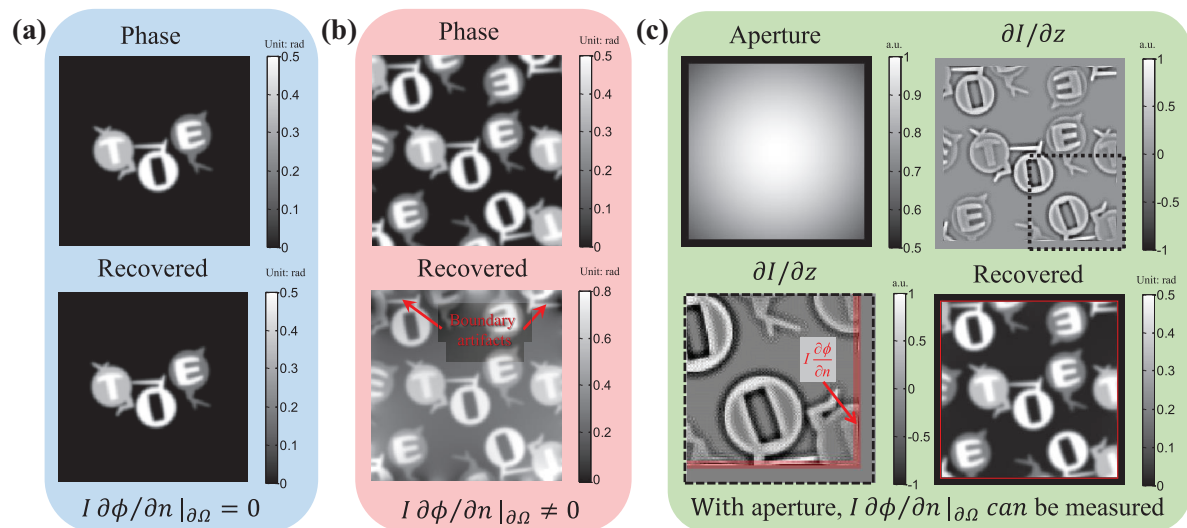 (a)
Phase
Unit: rad
0.5
0.4
0.3
0.2
0.1
0
T I E
Recovered
Unit: rad
0.5
0.4
0.3
0.2
0.1
0
T I E
I ∂ϕ/∂n |∂Ω = 0
(b)
Phase
Unit: rad
0.5
0.4
0.3
0.2
0.1
0
I E
T I E T
E I T
Recovered
Unit: rad
0.8
0.6
0.4
0.2
0
Boundary
artifacts
I E
T I E T
E I T
I ∂ϕ/∂n |∂Ω ≠ 0
(c)
Aperture
a.u.
1
0.9
0.8
0.7
0.6
0.5
∂I/∂z
a.u.
1
0.5
0
-0.5
-1
I E
T I E
E I
∂I/∂z
a.u.
1
0.5
0
-0.5
-1
I ∂ϕ/∂n
I
Recovered
Unit: rad
0.5
0.4
0.3
0.2
0.1
0
I E
T I E T
E I
With aperture, I ∂ϕ/∂n |∂Ω can be measured